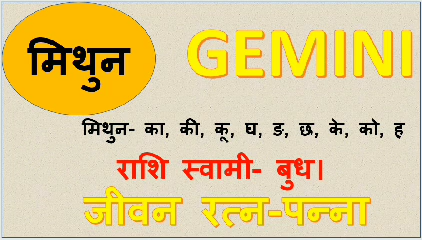 मिथुन
GEMINI
मिथुन- का, की, कू, घ, ङ, छ, के, को, ह
राशि स्वामी- बुध।
जीवन रत्न-पन्ना